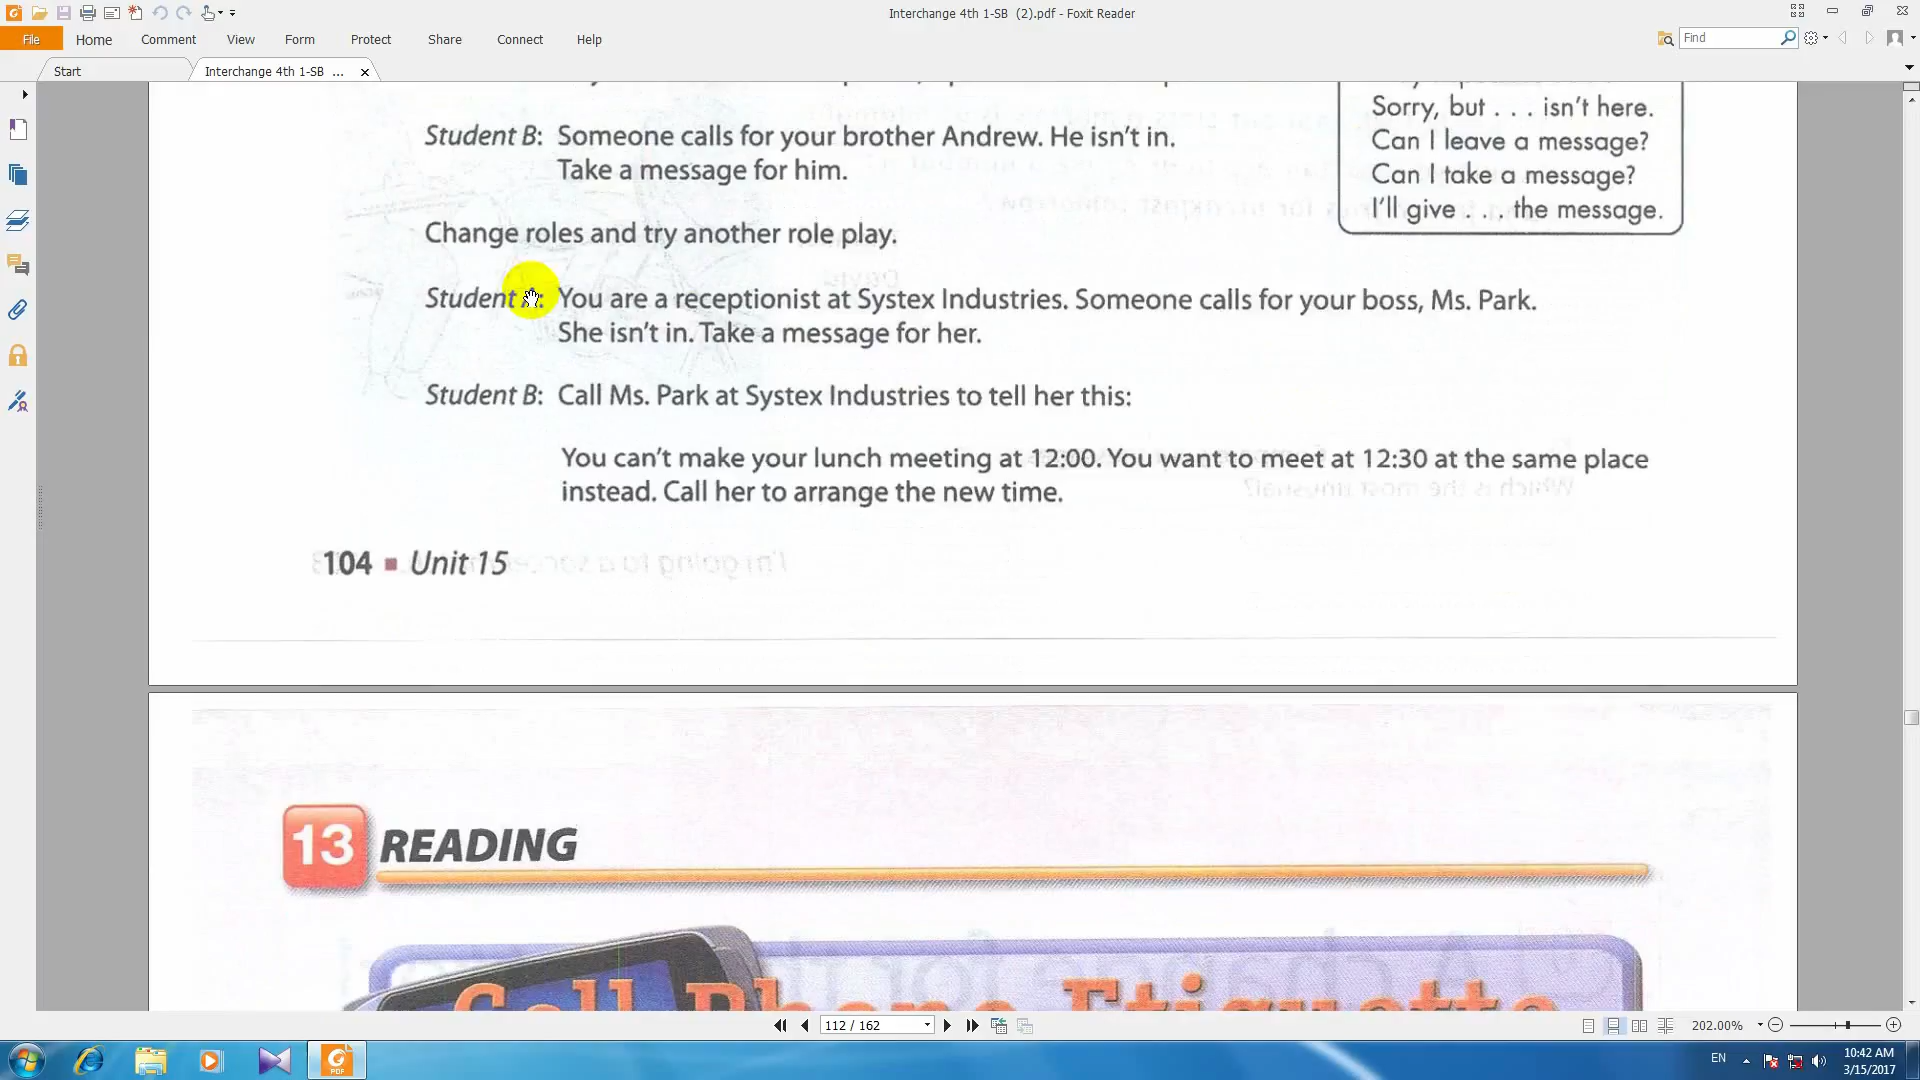 Interchange 4th 1-SB (2).pdf - Foxit Reader
File Home Comment View Form Protect Share Connect Help
Find
Start
Interchange 4th 1-SB ...
Sorry, but . . . isn't here.
Student B: Someone calls for your brother Andrew. He isn't in.
Can I leave a message?
Take a message for him.
Can I take a message?
I'll give . . . the message.
Change roles and try another role play.
Student A: You are a receptionist at Systex Industries. Someone calls for your boss, Ms. Park.
She isn't in. Take a message for her.
Student B: Call Ms. Park at Systex Industries to tell her this:
You can't make your lunch meeting at 12:00. You want to meet at 12:30 at the same place
instead. Call her to arrange the new time.
104 ■ Unit 15
13 READING
Cell Phone Etiquette
112 / 162
202.00%
EN
10:42 AM
3/15/2017